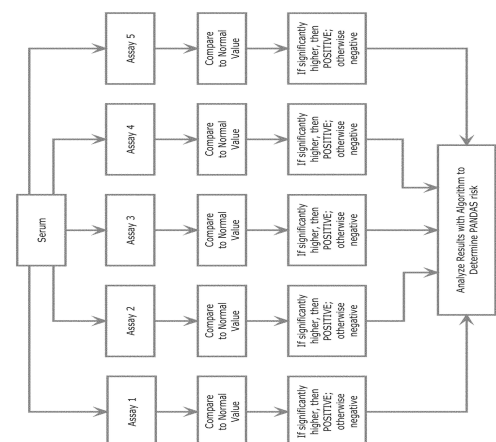 Serum
Assay 1
Assay 2
Assay 3
Assay 4
Assay 5
Compare
to Normal
Value
Compare
to Normal
Value
Compare
to Normal
Value
Compare
to Normal
Value
Compare
to Normal
Value
If significantly
higher, then
POSITIVE;
otherwise
negative
If significantly
higher, then
POSITIVE;
otherwise
negative
If significantly
higher, then
POSITIVE;
otherwise
negative
If significantly
higher, then
POSITIVE;
otherwise
negative
If significantly
higher, then
POSITIVE;
otherwise
negative
Analyze Results with Algorithm to
Determine PANDAS risk